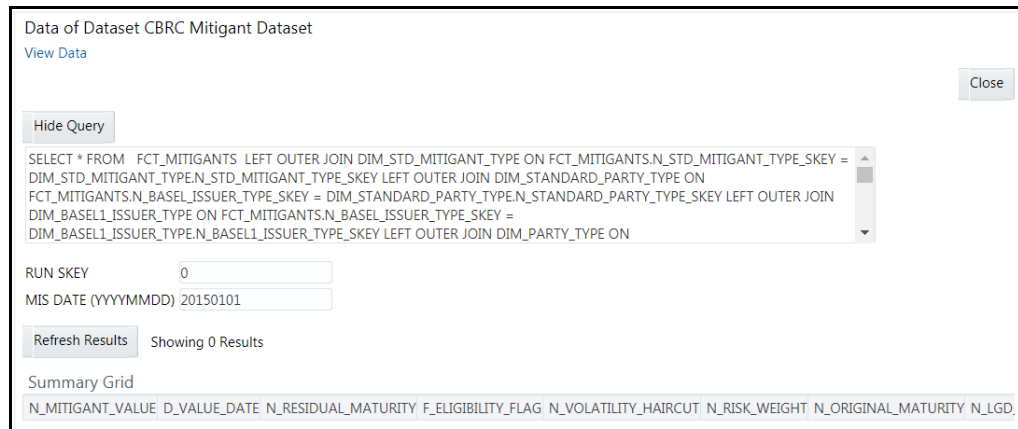 Data of Dataset CBRC Mitigant Dataset
View Data
Close
Hide Query
SELECT * FROM FCT_MITIGANTS LEFT OUTER JOIN DIM_STD_MITIGANT_TYPE ON FCT_MITIGANTS.N_STD_MITIGANT_TYPE_SKEY =
DIM_STD_MITIGANT_TYPE.N_STD_MITIGANT_TYPE_SKEY LEFT OUTER JOIN DIM_STANDARD_PARTY_TYPE ON
FCT_MITIGANTS.N_BASEL_ISSUER_TYPE_SKEY = DIM_STANDARD_PARTY_TYPE.N_STANDARD_PARTY_TYPE_SKEY LEFT OUTER JOIN
DIM_BASEL1_ISSUER_TYPE ON FCT_MITIGANTS.N_BASEL_ISSUER_TYPE_SKEY =
DIM_BASEL1_ISSUER_TYPE.N_BASEL1_ISSUER_TYPE_SKEY LEFT OUTER JOIN DIM_PARTY_TYPE ON
RUN SKEY 0
MIS DATE (YYYYMMDD) 20150101
Refresh Results Showing 0 Results
Summary Grid
N_MITIGANT_VALUE D_VALUE_DATE N_RESIDUAL_MATURITY F_ELIGIBILITY_FLAG N_VOLATILITY_HAIRCUT N_RISK_WEIGHT N_ORIGINAL_MATURITY N_LGD_